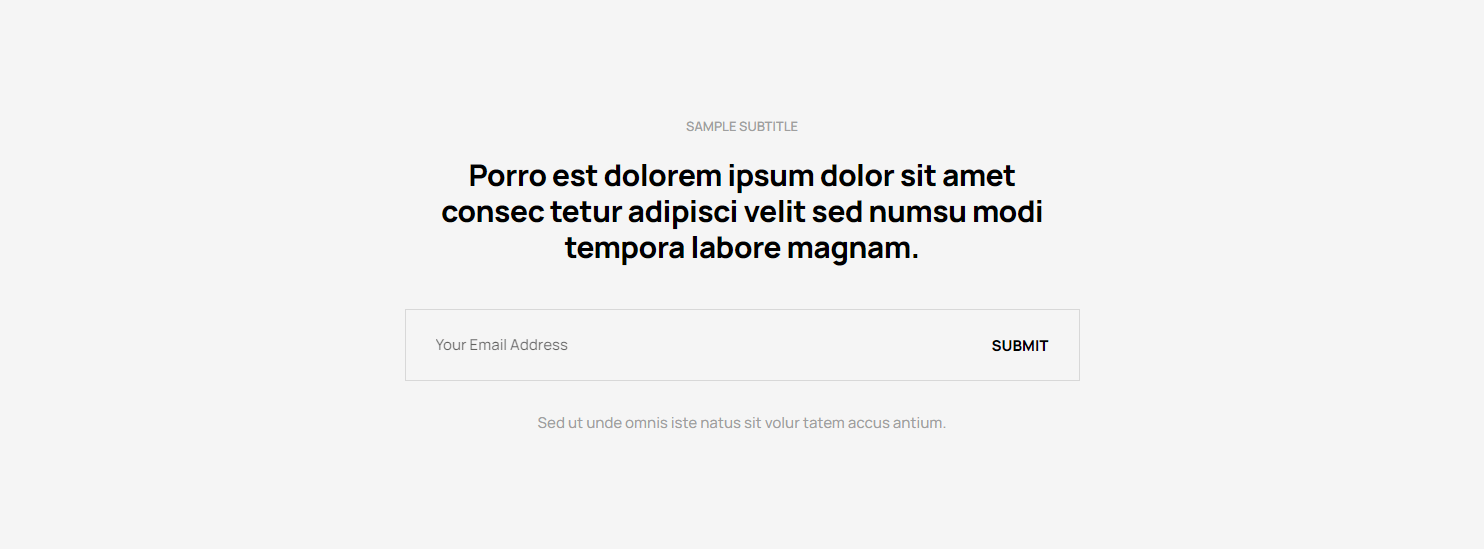 SAMPLE SUBTITLE
Porro est dolorem ipsum dolor sit amet
consec tetur adipisci velit sed numsu modi
tempora labore magnam.
Your Email Address
SUBMIT
Sed ut unde omnis iste natus sit volur tatem accus antium.